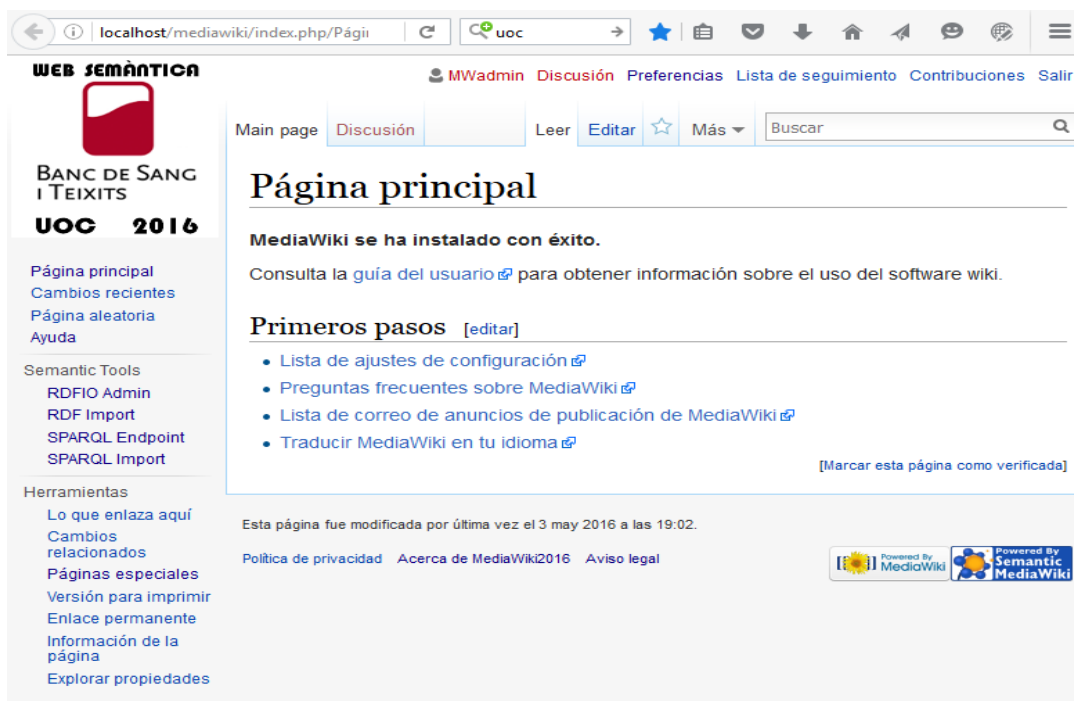 localhost/mediawiki/index.php/Pági
uoc
WEB SEMÀNTICA
BANC DE SANG
I TEIXITS
UOC 2016
MWadmin Discusión Preferencias Lista de seguimiento Contribuciones Salir
Main page Discusión Leer Editar Más Buscar
Página principal
MediaWiki se ha instalado con éxito.
Consulta la guía del usuario para obtener información sobre el uso del software wiki.
Primeros pasos [editar]
Lista de ajustes de configuración
Preguntas frecuentes sobre MediaWiki
Lista de correo de anuncios de publicación de MediaWiki
Traducir MediaWiki en tu idioma
[Marcar esta página como verificada]
Página principal
Cambios recientes
Página aleatoria
Ayuda
Semantic Tools
RDFIO Admin
RDF Import
SPARQL Endpoint
SPARQL Import
Herramientas
Lo que enlaza aquí
Cambios
relacionados
Páginas especiales
Versión para imprimir
Enlace permanente
Información de la
página
Explorar propiedades
Esta página fue modificada por última vez el 3 may 2016 a las 19:02.
Política de privacidad Acerca de MediaWiki2016 Aviso legal
Powered By
MediaWiki
Powered By
Semantic
MediaWiki